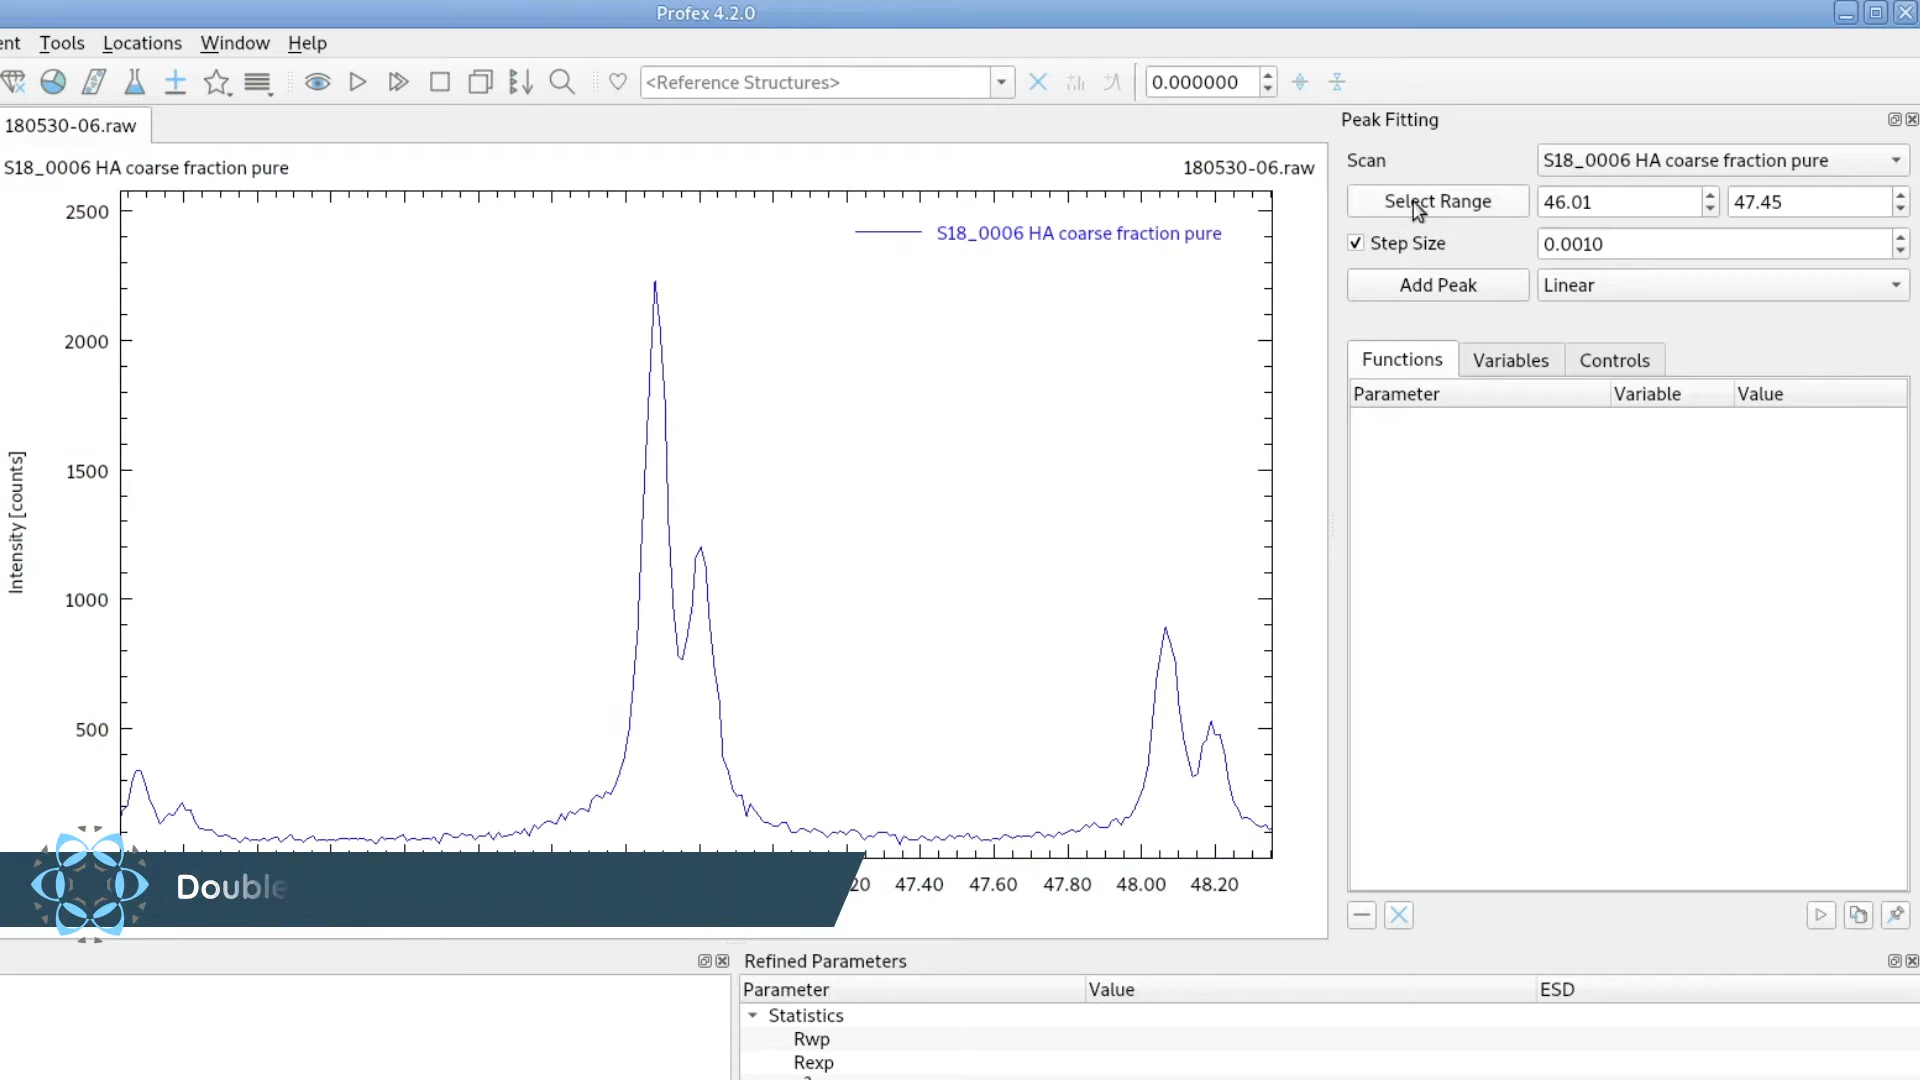 Profex 4.2.0
ent Tools Locations Window Help
<Reference Structures>
0.000000
180530-06.raw
Peak Fitting
S18_0006 HA coarse fraction pure
180530-06.raw
Scan
S18_0006 HA coarse fraction pure
Select Range
46.01
47.45
Step Size
0.0010
Add Peak
Linear
Functions
Variables
Controls
Parameter
Variable
Value
S18_0006 HA coarse fraction pure
Intensity [counts]
2500
2000
1500
1000
500
20 47.40 47.60 47.80 48.00 48.20
Double
Refined Parameters
Parameter
Value
ESD
Statistics
Rwp
Rexp